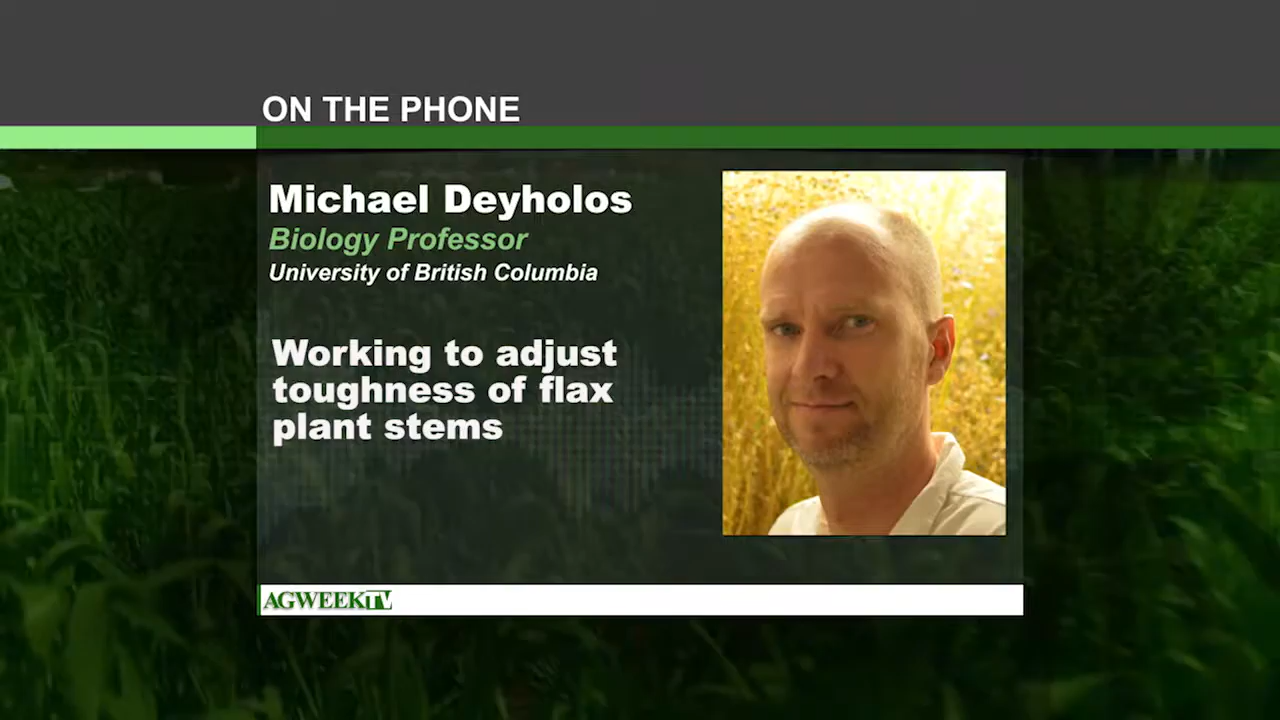 ON THE PHONE
Michael Deyholos
Biology Professor
University of British Columbia
Working to adjust
toughness of flax
plant stems
AGWEEKTV